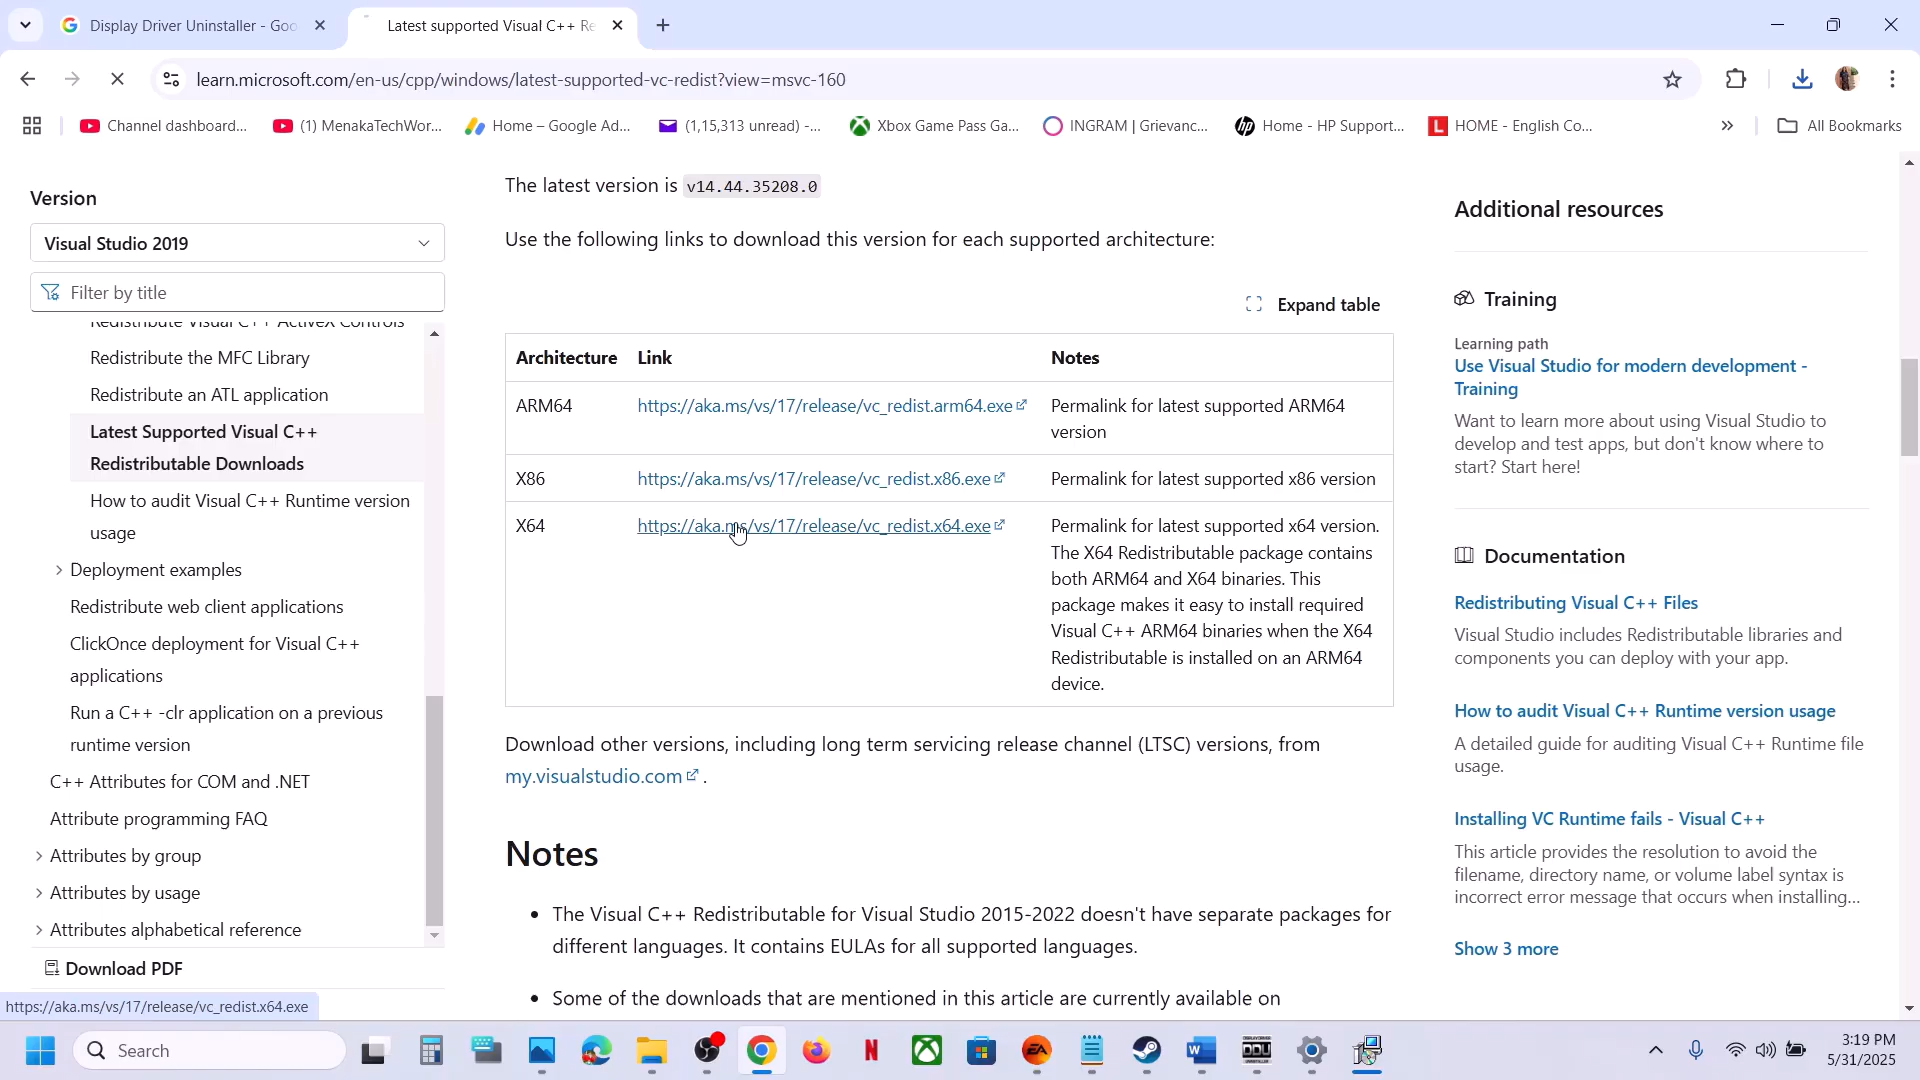 Display Driver Uninstaller - Goo
Latest supported Visual C++ Re
learn.microsoft.com/en-us/cpp/windows/latest-supported-vc-redist?view=msvc-160
Channel dashboard...
(1) MenakaTechWor...
Home – Google Ad...
(1,15,313 unread) -...
Xbox Game Pass Ga...
INGRAM | Grievanc...
Home - HP Support...
HOME - English Co...
All Bookmarks
Version
Visual Studio 2019
Filter by title
Redistribute Visual C++ ActiveX Controls
Redistribute the MFC Library
Redistribute an ATL application
Latest Supported Visual C++
Redistributable Downloads
How to audit Visual C++ Runtime version
usage
Deployment examples
Redistribute web client applications
ClickOnce deployment for Visual C++
applications
Run a C++ -clr application on a previous
runtime version
C++ Attributes for COM and .NET
Attribute programming FAQ
Attributes by group
Attributes by usage
Attributes alphabetical reference
Download PDF
https://aka.ms/vs/17/release/vc_redist.x64.exe
The latest version is v14.44.35208.0
Use the following links to download this version for each supported architecture:
Expand table
Architecture Link Notes
ARM64 https://aka.ms/vs/17/release/vc_redist.arm64.exe Permalink for latest supported ARM64
version
X86 https://aka.ms/vs/17/release/vc_redist.x86.exe Permalink for latest supported x86 version
X64 https://aka.ms/vs/17/release/vc_redist.x64.exe Permalink for latest supported x64 version.
The X64 Redistributable package contains
both ARM64 and X64 binaries. This
package makes it easy to install required
Visual C++ ARM64 binaries when the X64
Redistributable is installed on an ARM64
device.
Download other versions, including long term servicing release channel (LTSC) versions, from
my.visualstudio.com .
Notes
• The Visual C++ Redistributable for Visual Studio 2015-2022 doesn't have separate packages for
different languages. It contains EULAs for all supported languages.
• Some of the downloads that are mentioned in this article are currently available on
Additional resources
Training
Learning path
Use Visual Studio for modern development -
Training
Want to learn more about using Visual Studio to
develop and test apps, but don't know where to
start? Start here!
Documentation
Redistributing Visual C++ Files
Visual Studio includes Redistributable libraries and
components you can deploy with your app.
How to audit Visual C++ Runtime version usage
A detailed guide for auditing Visual C++ Runtime file
usage.
Installing VC Runtime fails - Visual C++
This article provides the resolution to avoid the
filename, directory name, or volume label syntax is
incorrect error message that occurs when installing...
Show 3 more
Search
3:19 PM
5/31/2025